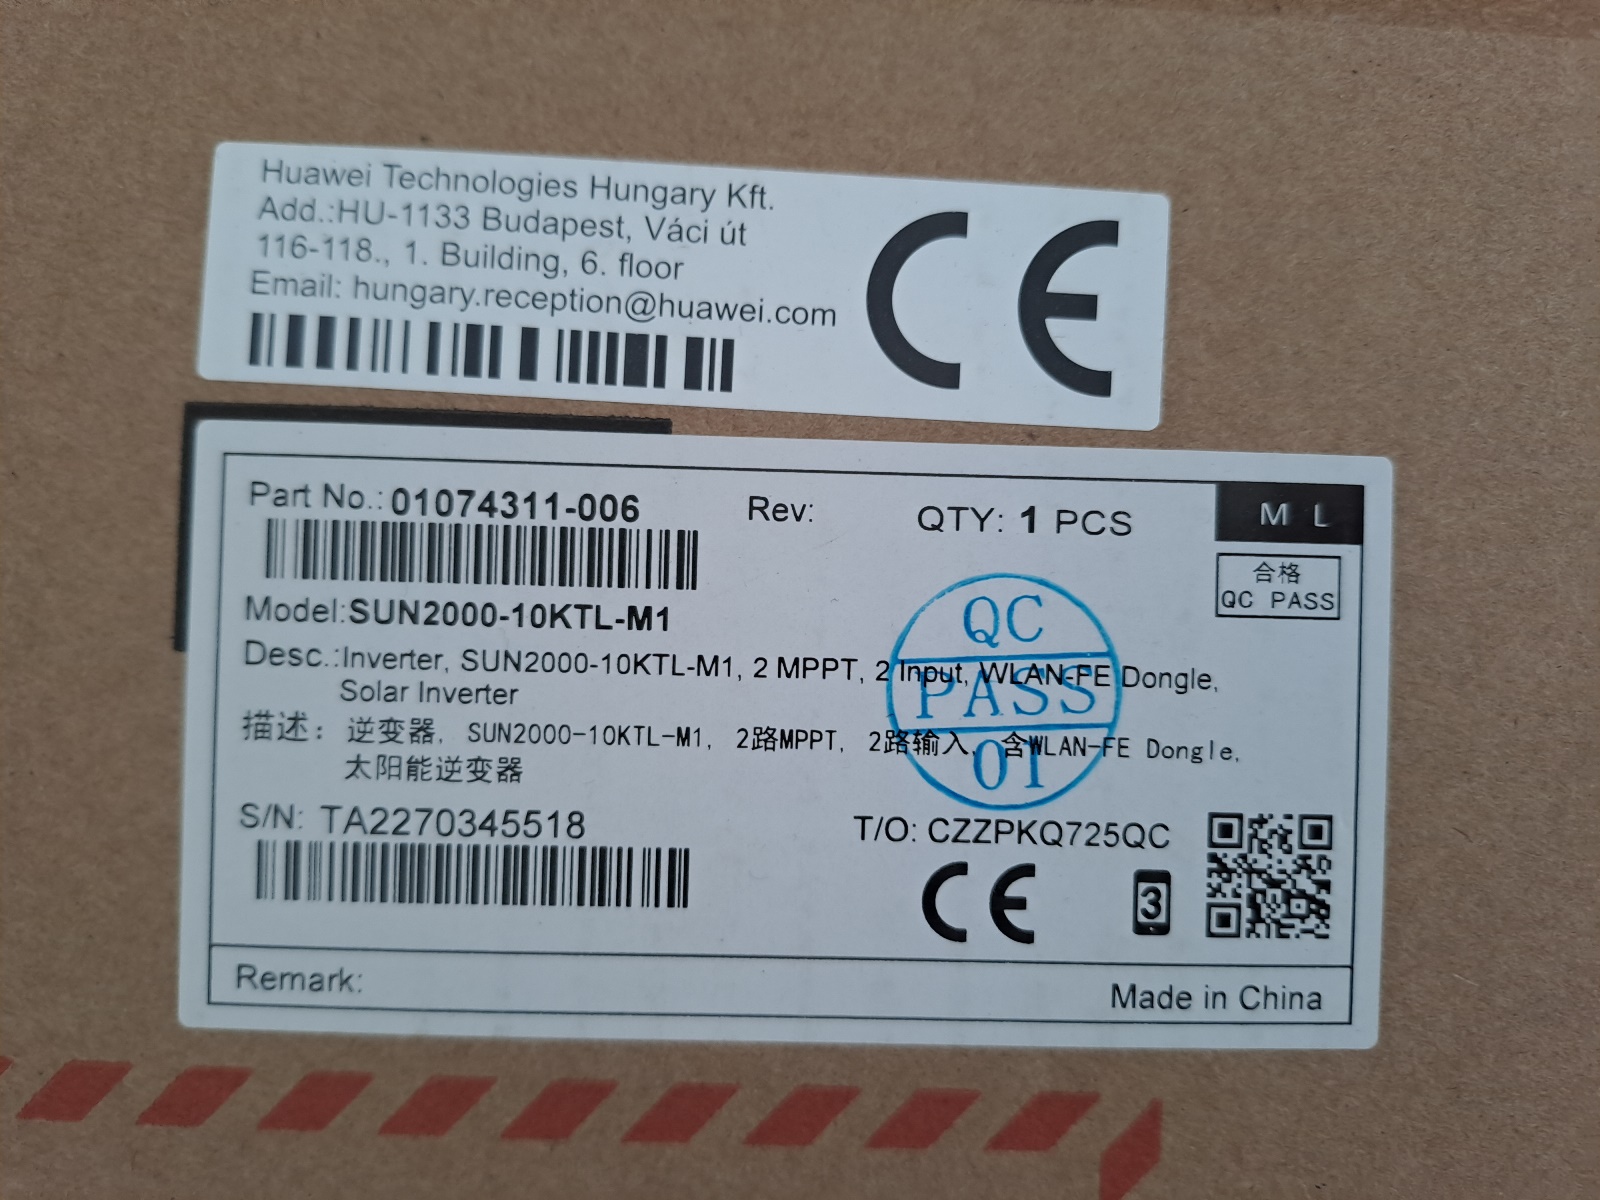 Huawei Technologies Hungary Kft.
Add.:HU-1133 Budapest, Váci út
116-118., 1. Building, 6. floor
Email: hungary.reception@huawei.com
CE
Part No.: 01074311-006 Rev: QTY: 1 PCS M L
合格
QC PASS
Model:SUN2000-10KTL-M1
QC
PASS
01
Desc.:Inverter, SUN2000-10KTL-M1, 2 MPPT, 2 Input, WLAN-FE Dongle,
Solar Inverter
描述: 逆变器, SUN2000-10KTL-M1, 2路MPPT, 2路输入, 含WLAN-FE Dongle,
太阳能逆变器
S/N: TA2270345518 T/O: CZZPKQ725QC
CE 3
Remark: Made in China